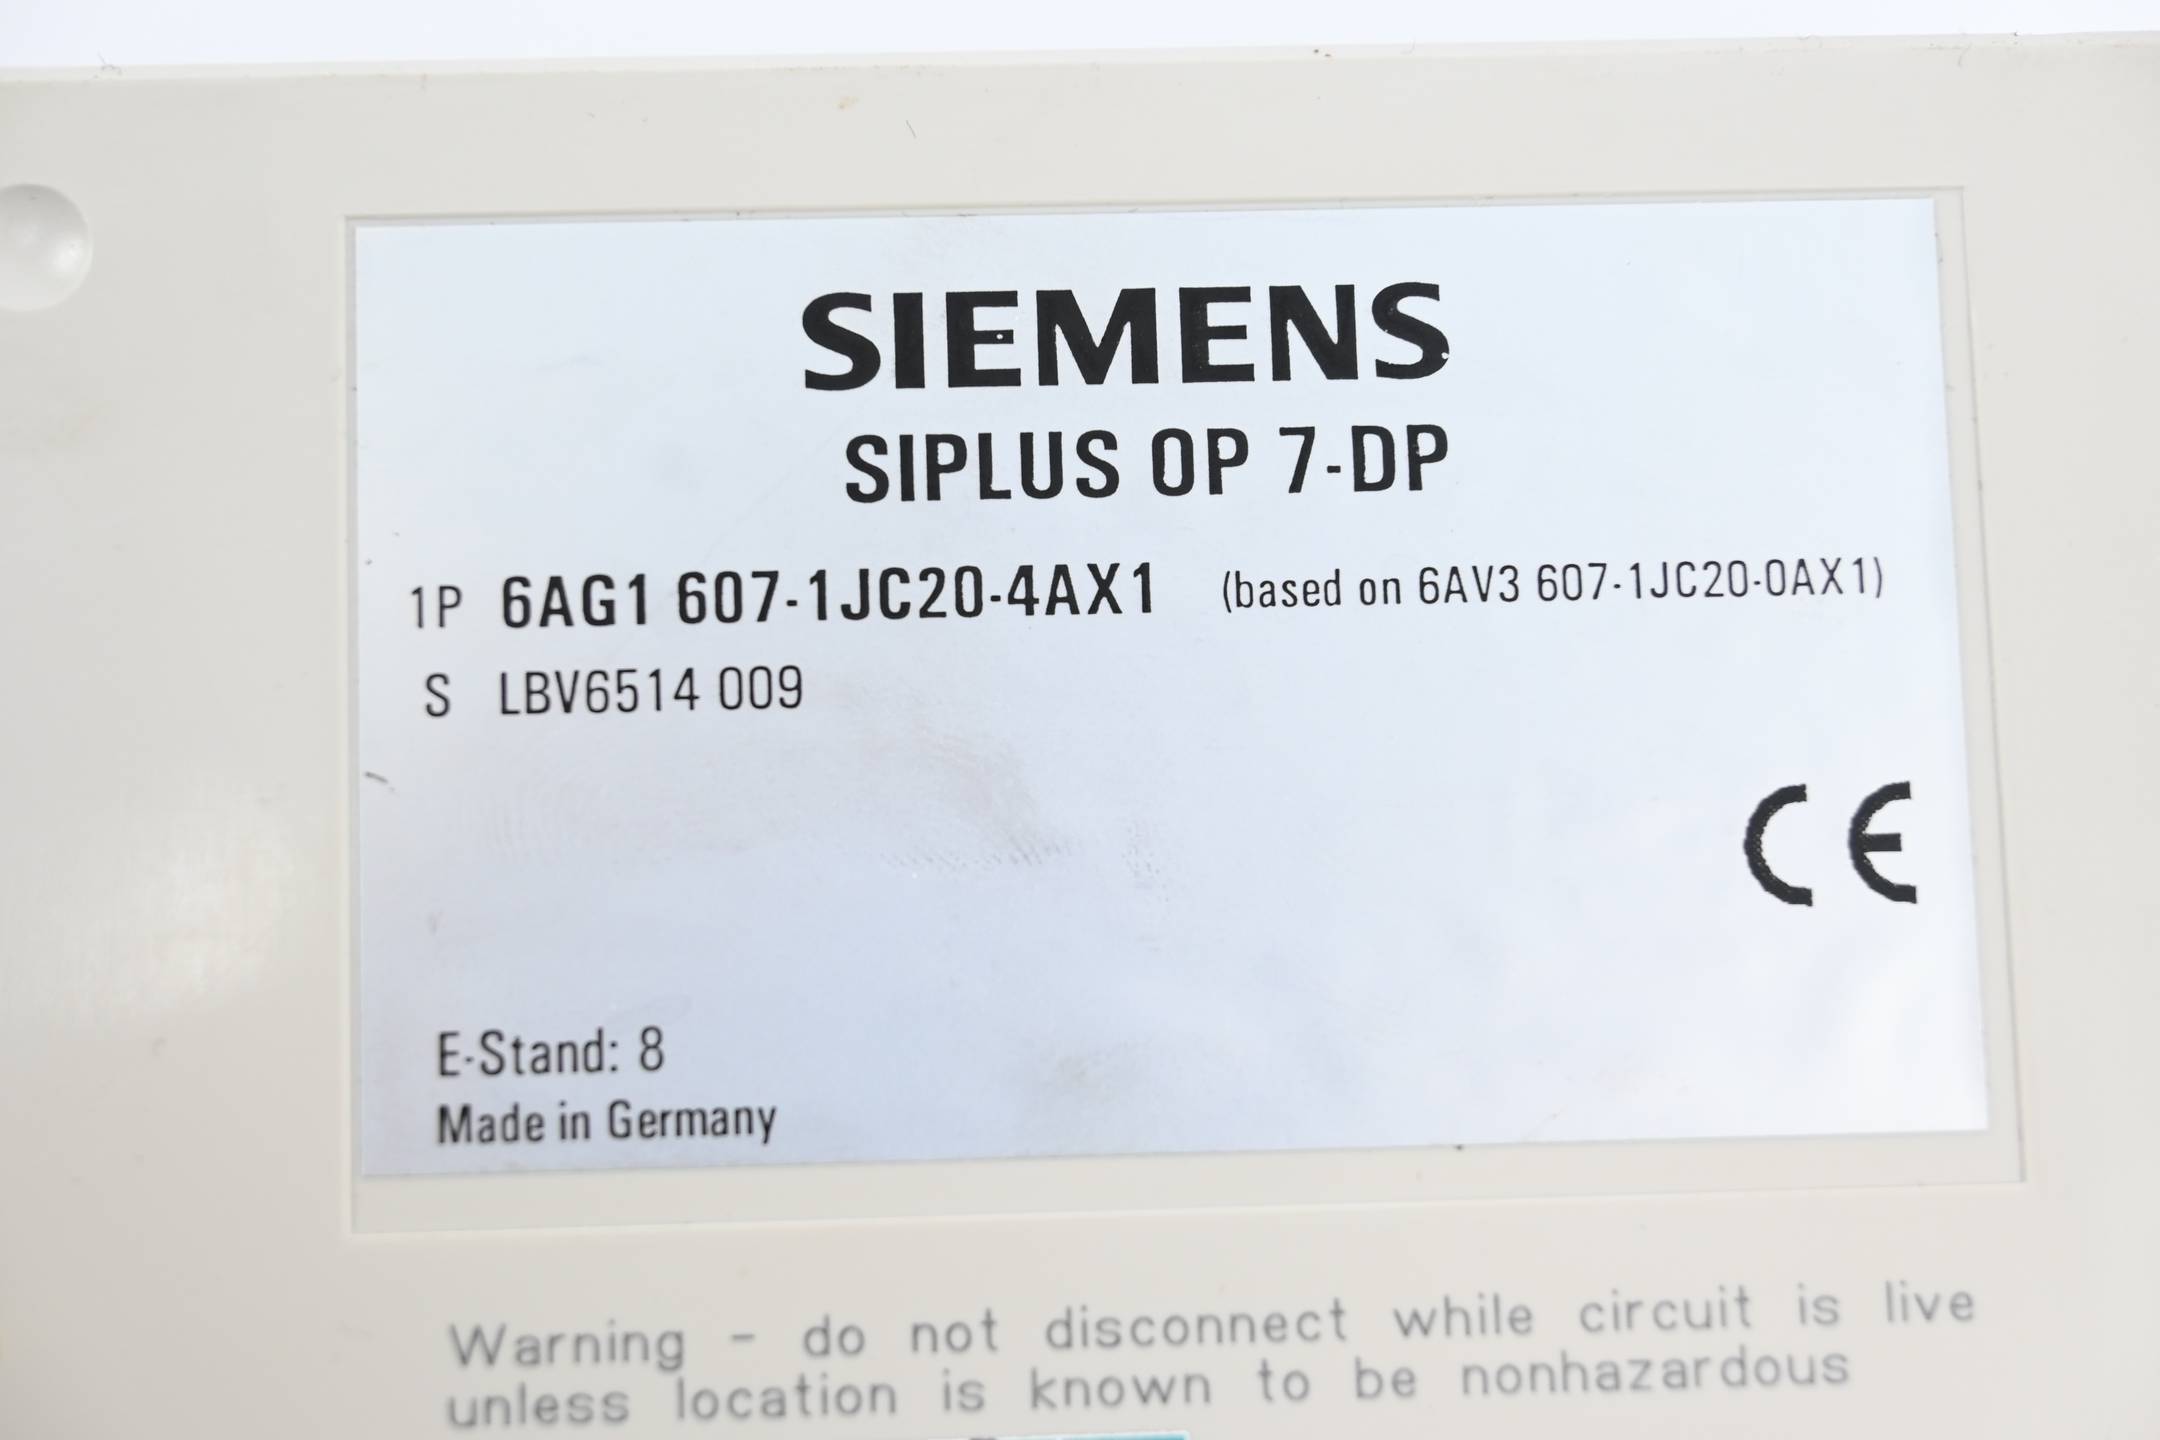 SIEMENS
SIPLUS OP 7-DP
1P 6AG1 607-1JC20-4AX1 (based on 6AV3 607-1JC20-0AX1)
S LBV6514 009
CE
E-Stand: 8
Made in Germany
Warning - do not disconnect while circuit is live
unless location is known to be nonhazardous